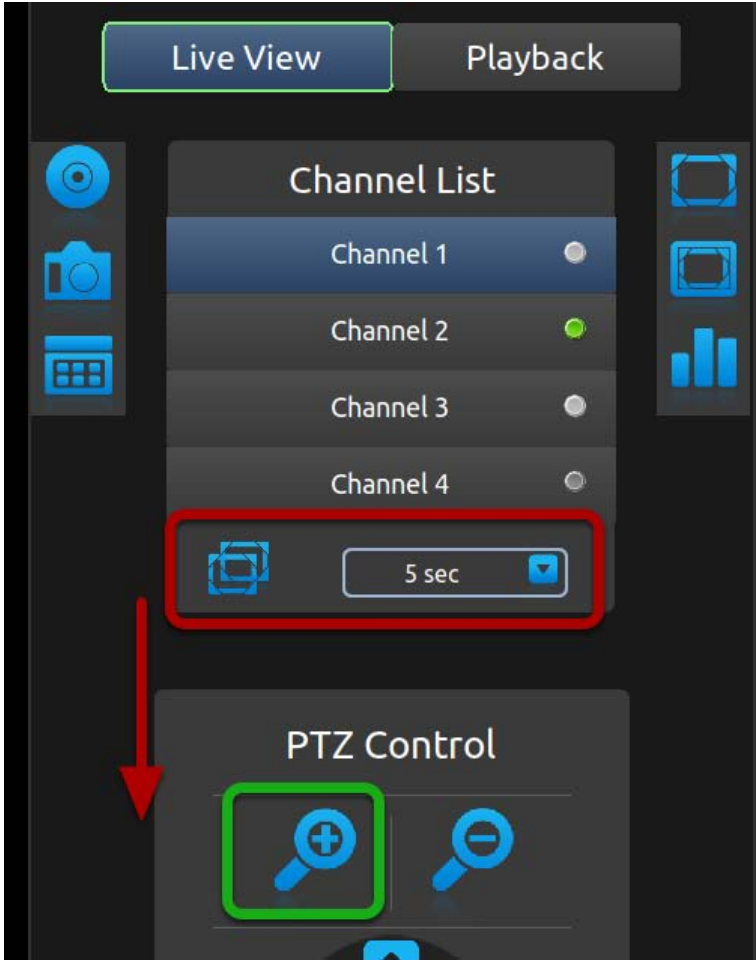 Live View Playback
Channel List
Channel 1
Channel 2
Channel 3
Channel 4
5 sec
PTZ Control